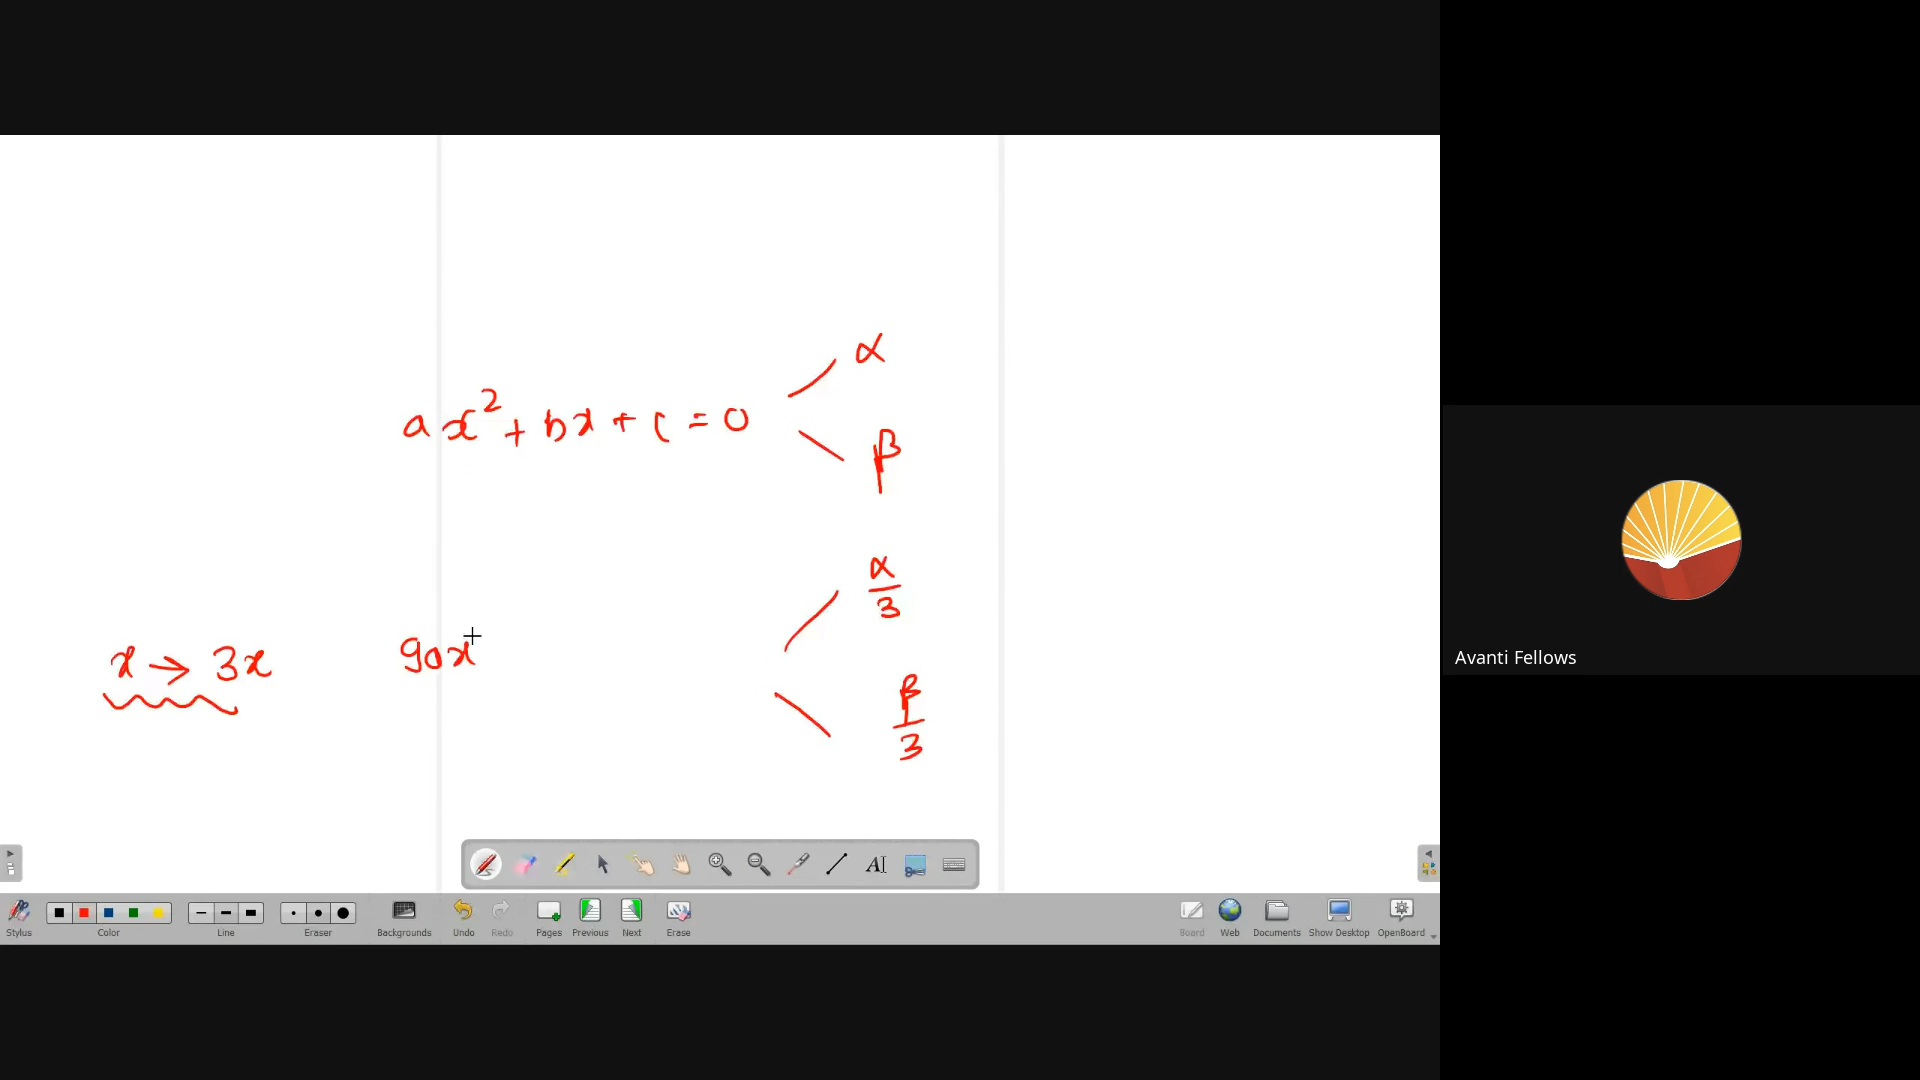 α
ax² + bx + c = 0
β
α/3
x → 3x
9ax
β/3
Avanti Fellows
Stylus
Color
Line
Eraser
Backgrounds
Undo
Redo
Pages
Previous
Next
Erase
Board
Web
Documents
Show Desktop
OpenBoard